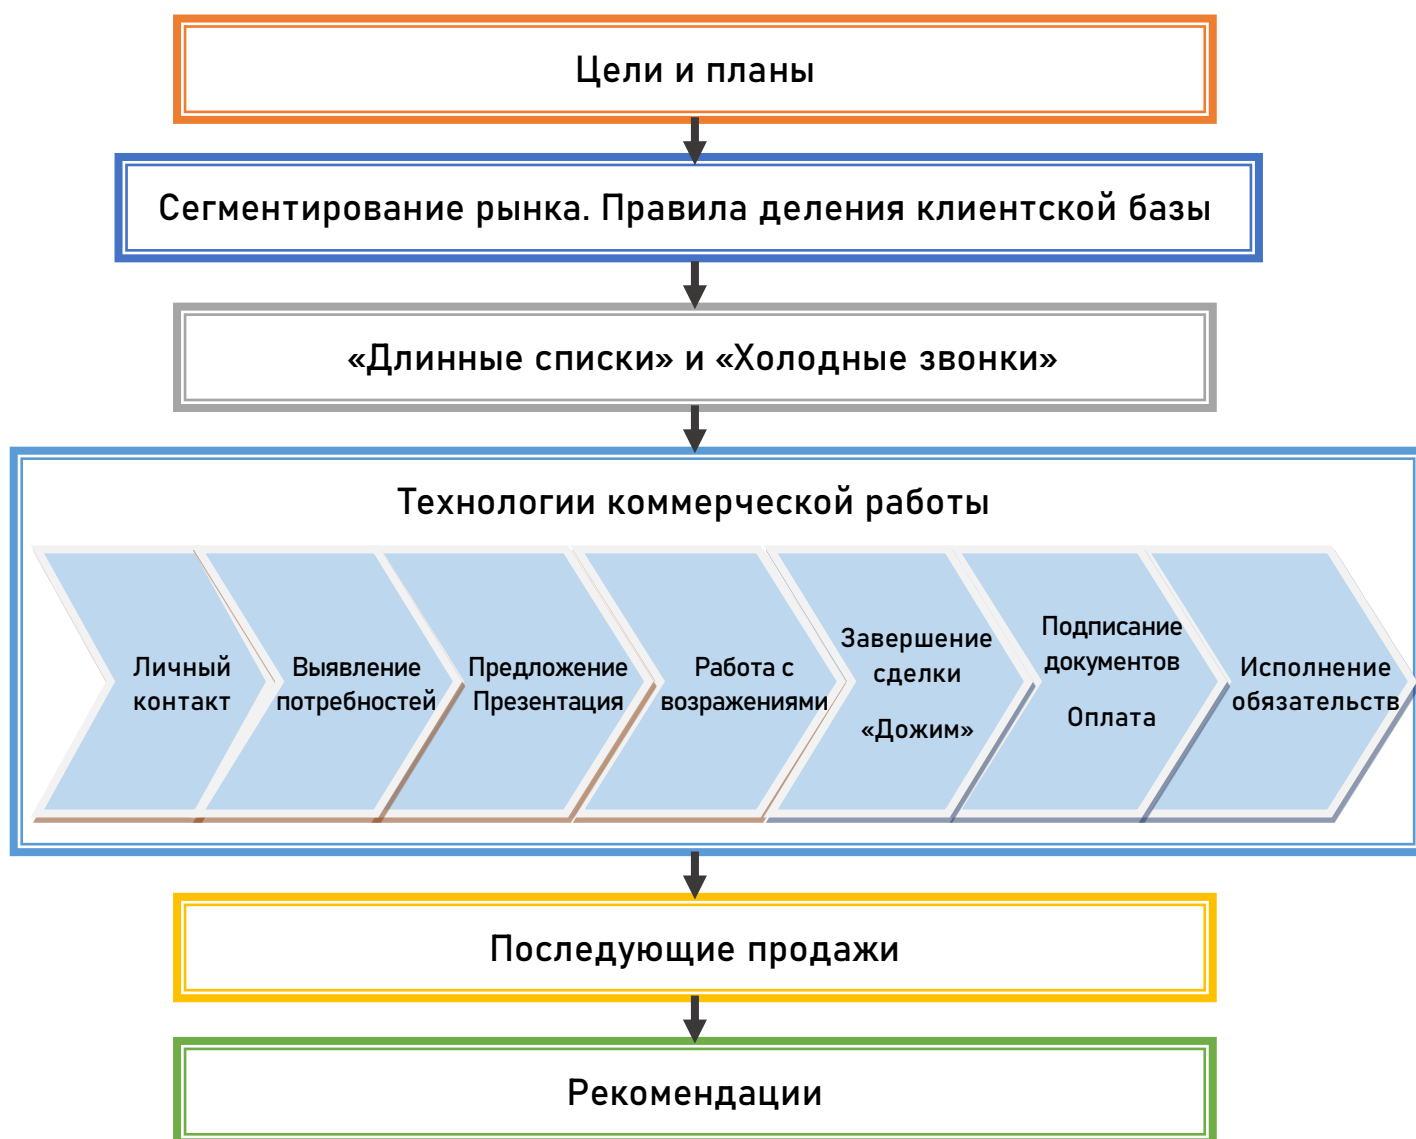 Цели и планы
Сегментирование рынка. Правила деления клиентской базы
«Длинные списки» и «Холодные звонки»
Технологии коммерческой работы
Личный
контакт
Выявление
потребностей
Предложение
Презентация
Работа с
возражениями
Завершение
сделки
«Дожим»
Подписание
документов
Оплата
Исполнение
обязательств
Последующие продажи
Рекомендации